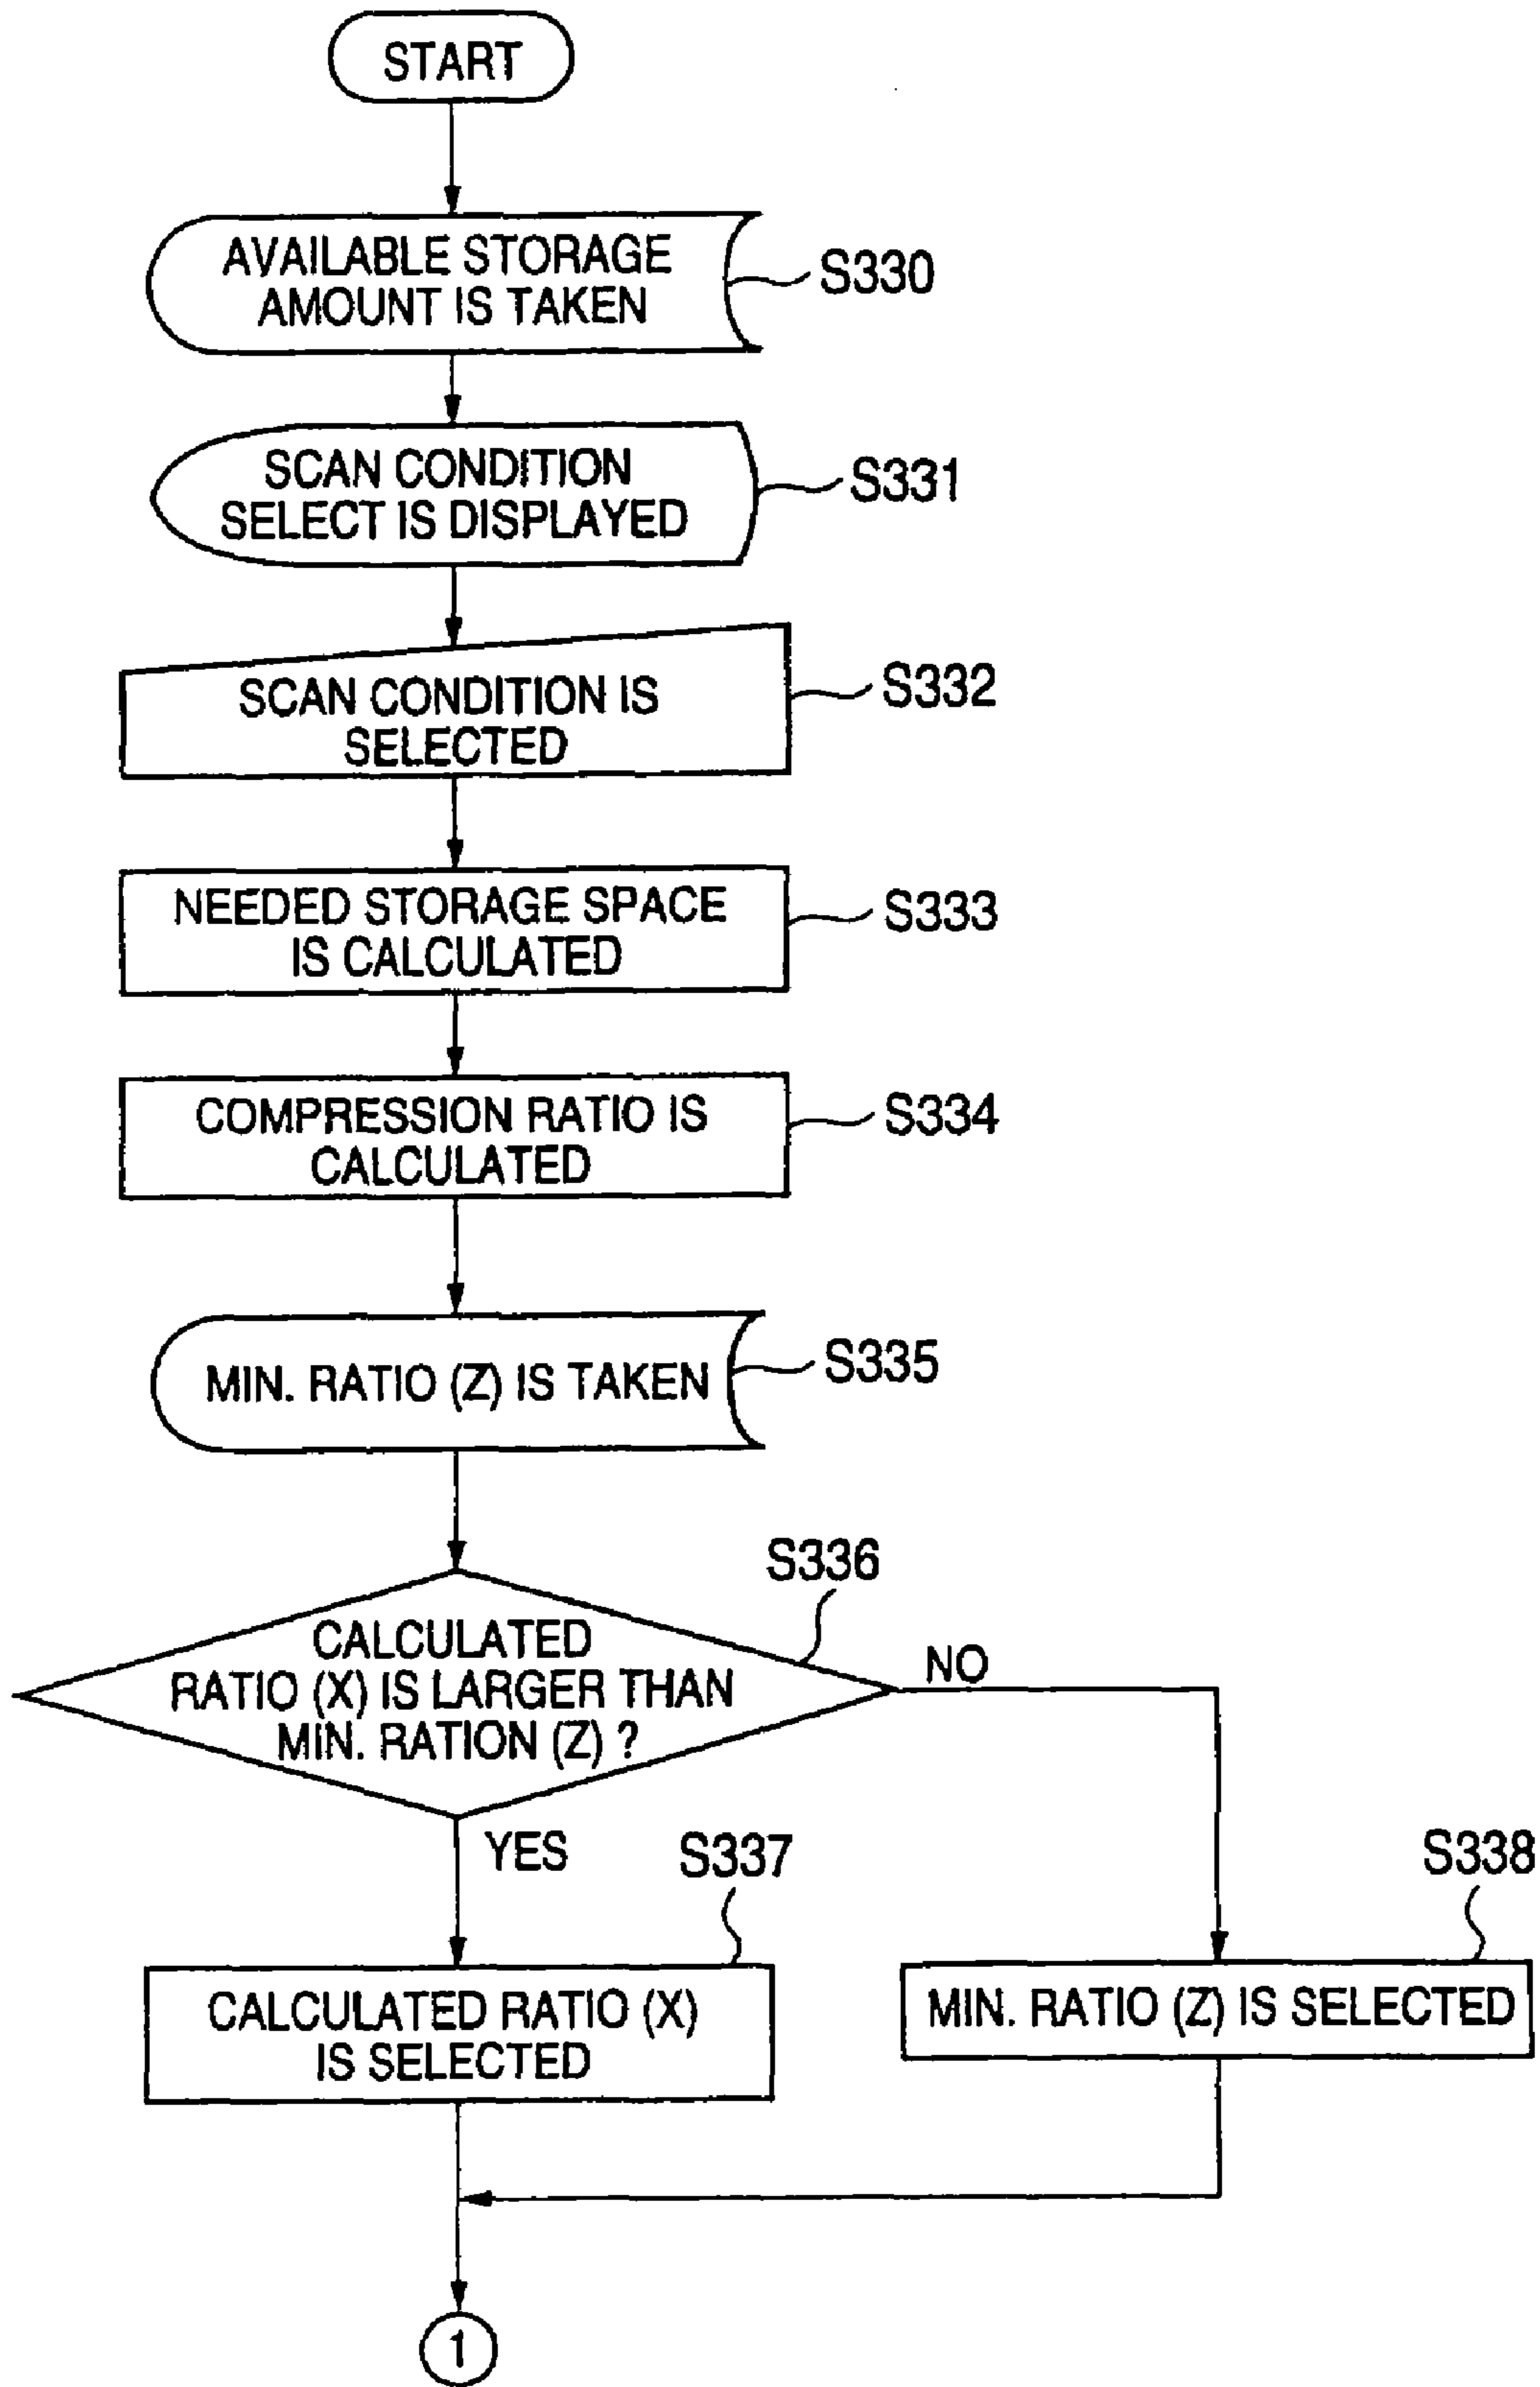 START
AVAILABLE STORAGE
AMOUNT IS TAKEN
S330
SCAN CONDITION
SELECT IS DISPLAYED
S331
SCAN CONDITION IS
SELECTED
S332
NEEDED STORAGE SPACE
IS CALCULATED
S333
COMPRESSION RATIO IS
CALCULATED
S334
MIN. RATIO (Z) IS TAKEN
S335
S336
CALCULATED
RATIO (X) IS LARGER THAN
MIN. RATION (Z) ?
NO
YES
S337
S338
CALCULATED RATIO (X)
IS SELECTED
MIN. RATIO (Z) IS SELECTED
1